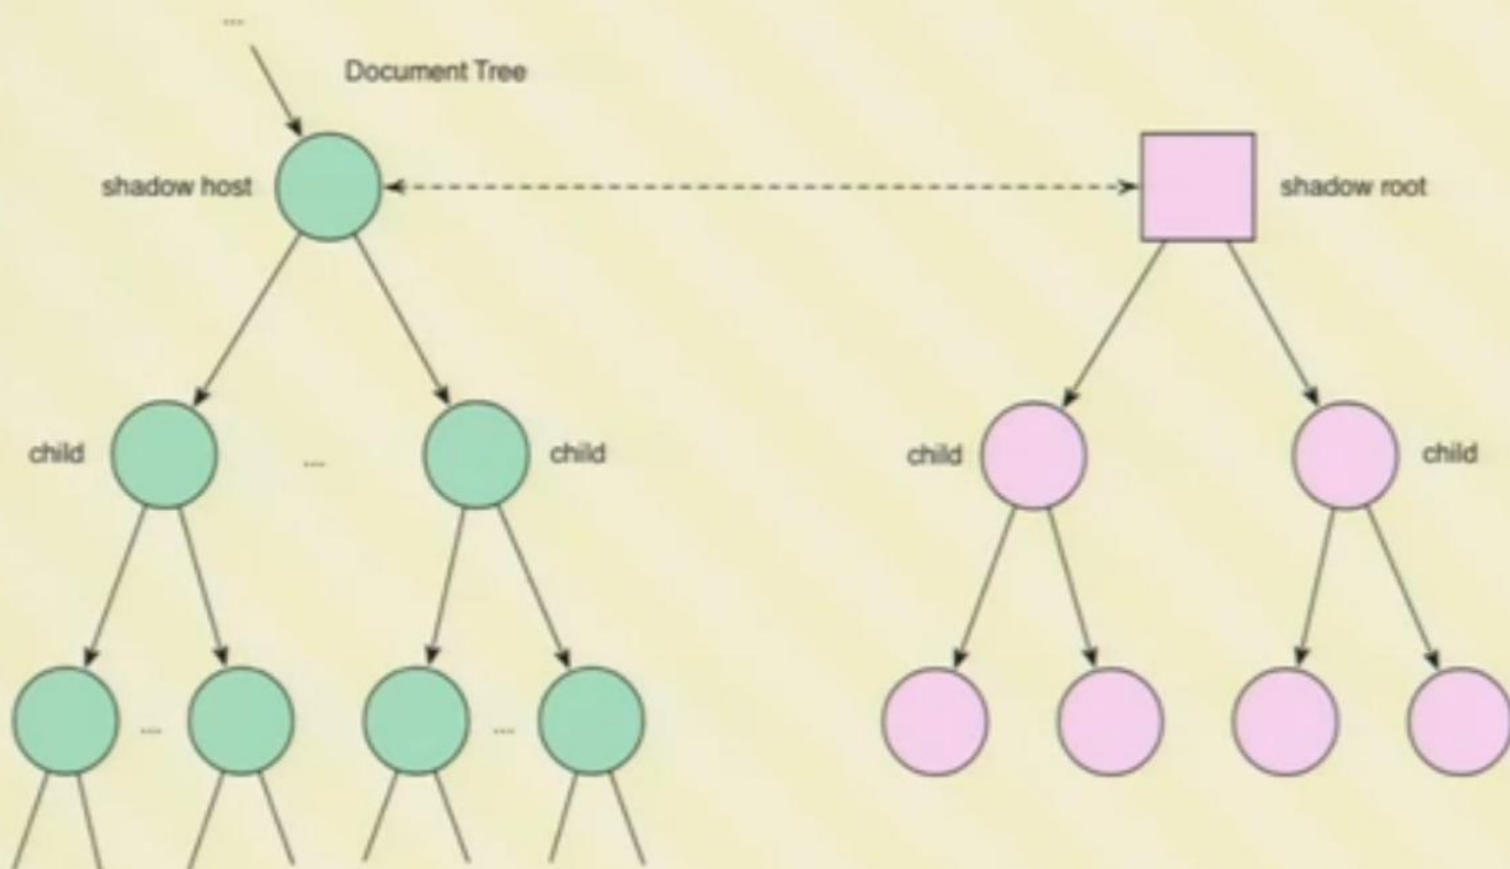 ...
Document Tree
shadow host
shadow root
child
...
child
child
child
...
...